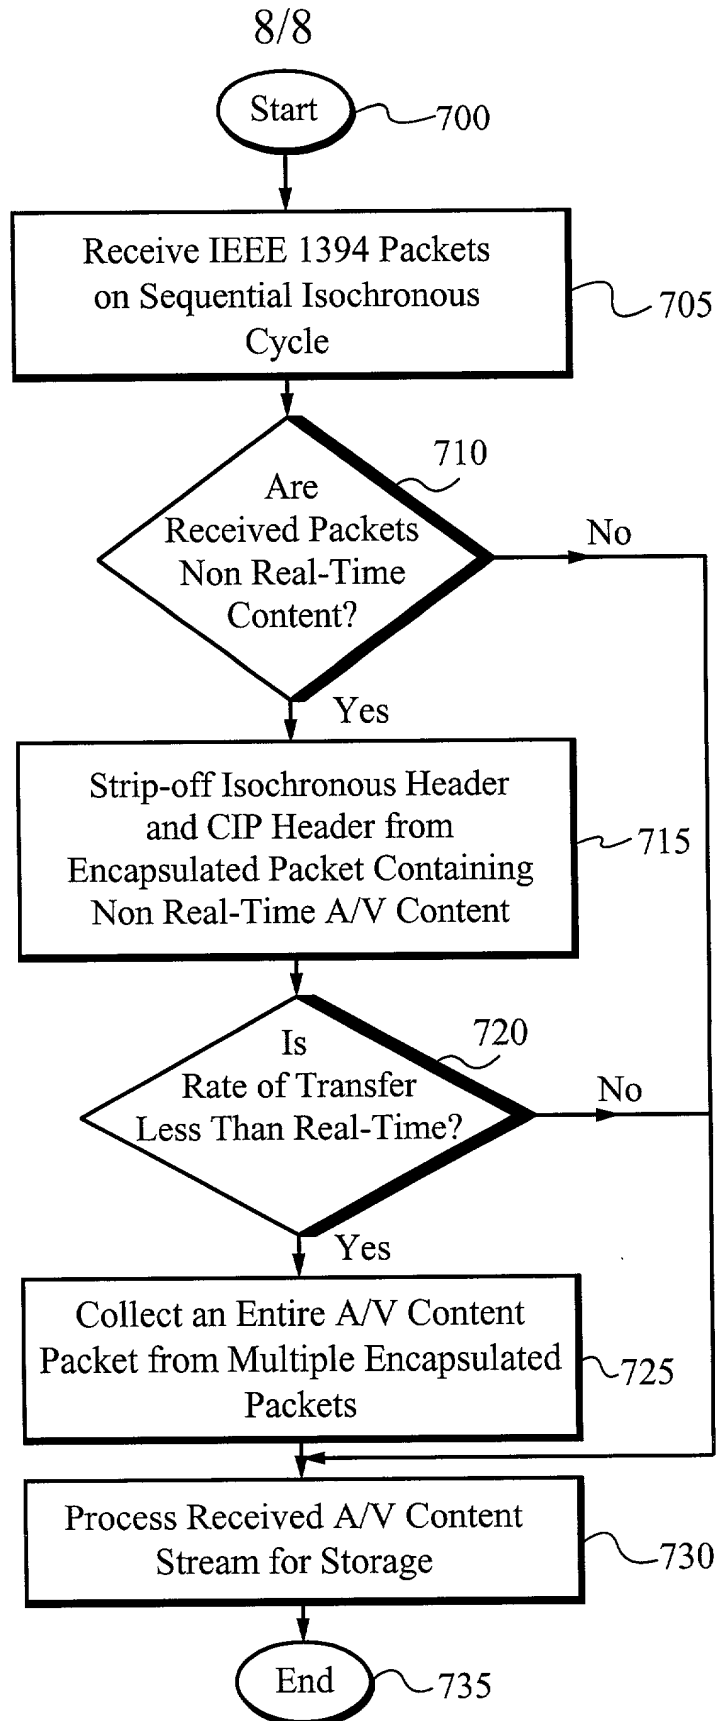 8/8
Start
700
Receive IEEE 1394 Packets
on Sequential Isochronous
Cycle
705
710
Are
Received Packets
Non Real-Time
Content?
No
Yes
Strip-off Isochronous Header
and CIP Header from
Encapsulated Packet Containing
Non Real-Time A/V Content
715
720
Is
Rate of Transfer
Less Than Real-Time?
No
Yes
Collect an Entire A/V Content
Packet from Multiple Encapsulated
Packets
725
Process Received A/V Content
Stream for Storage
730
End
735